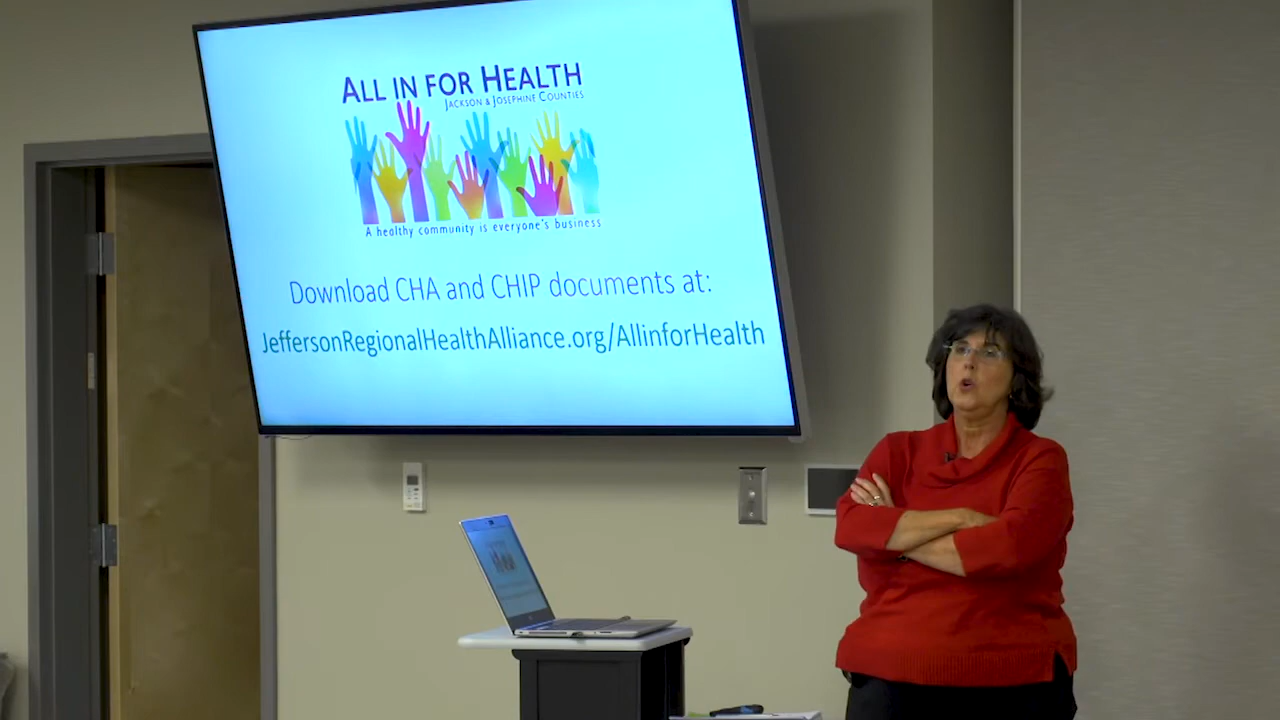 ALL IN FOR HEALTH
JACKSON & JOSEPHINE COUNTIES
A healthy community is everyone's business
Download CHA and CHIP documents at:
JeffersonRegionalHealthAlliance.org/AllinforHealth